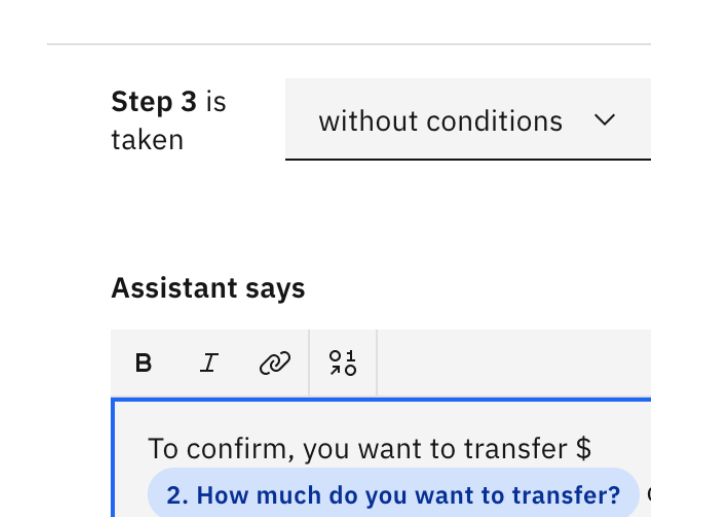 Step 3 is
taken
without conditions
Assistant says
B I
To confirm, you want to transfer $
2. How much do you want to transfer?